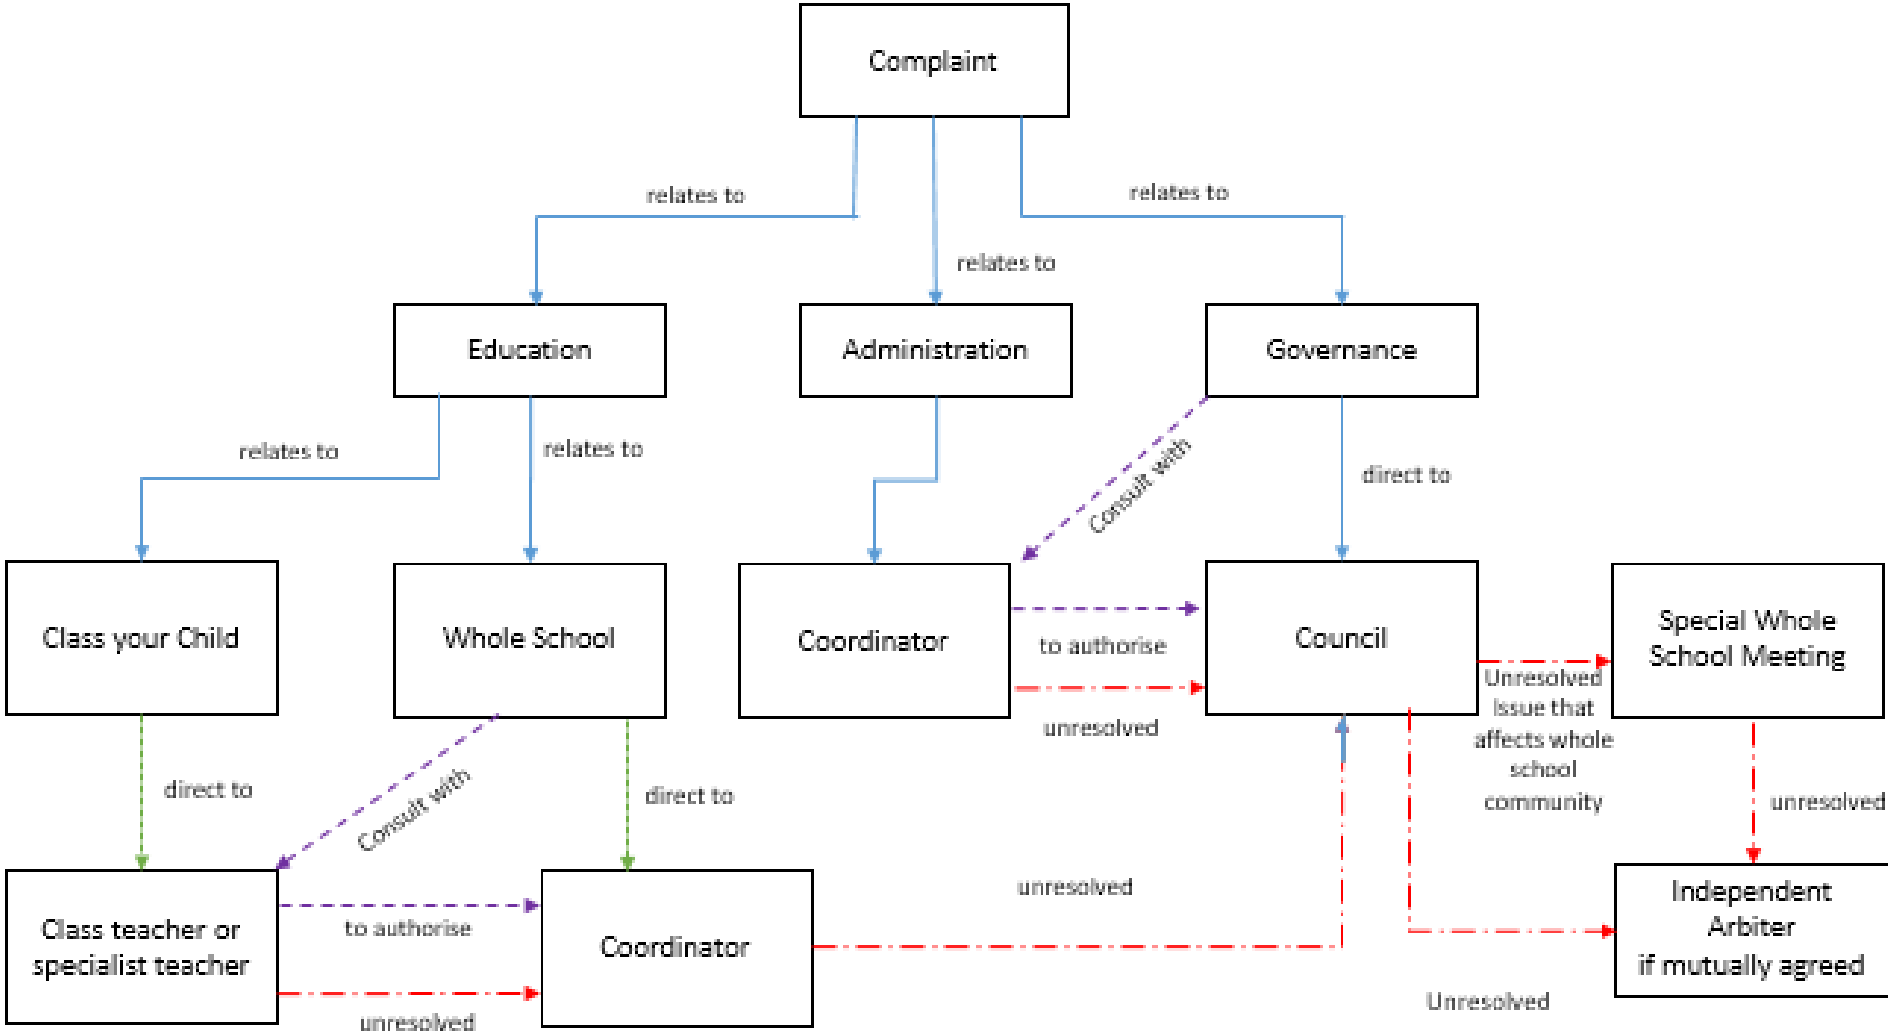 Complaint
relates to
relates to
relates to
Education
Administration
Governance
relates to
relates to
Consult with
direct to
Class your Child
Whole School
Coordinator
to authorise
unresolved
Council
Unresolved
Issue that
affects whole
school
community
Special Whole
School Meeting
direct to
Consult with
direct to
unresolved
Class teacher or
specialist teacher
to authorise
unresolved
Coordinator
unresolved
Independent
Arbiter
if mutually agreed
Unresolved